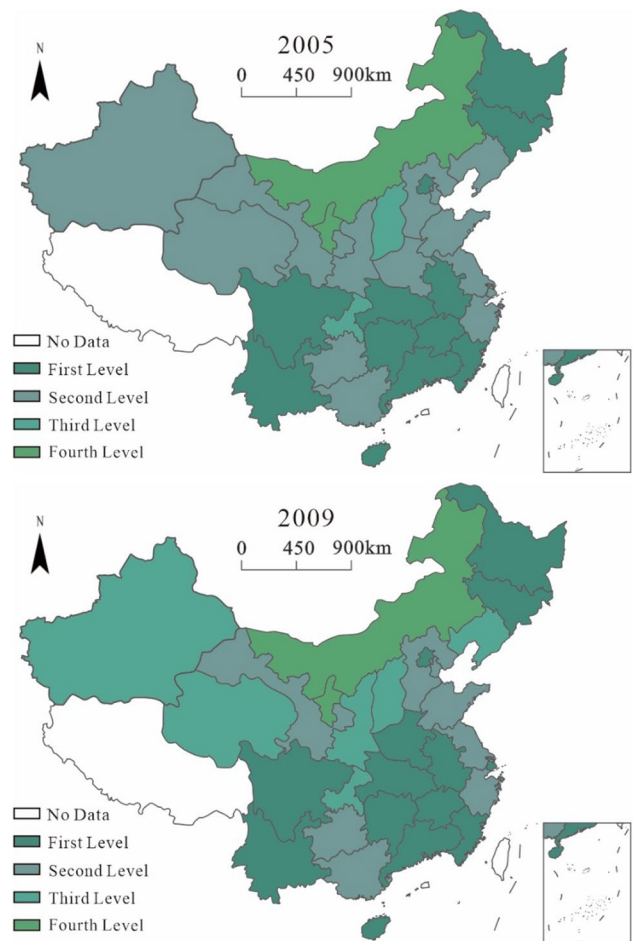 N
2005
0 450 900km
No Data
First Level
Second Level
Third Level
Fourth Level
N
2009
0 450 900km
No Data
First Level
Second Level
Third Level
Fourth Level